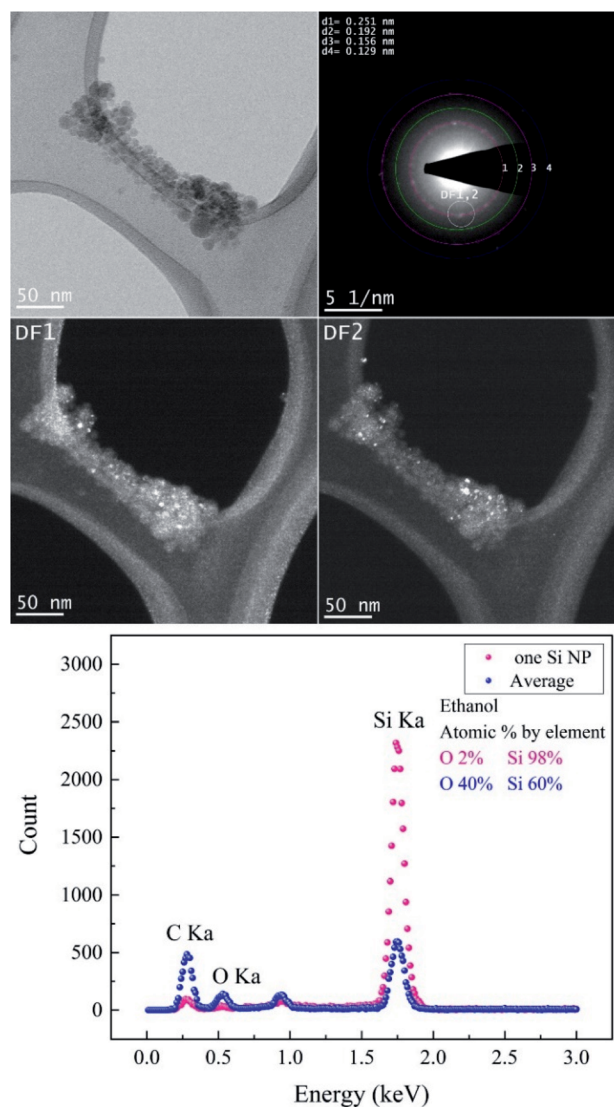 d1= 0.251 nm
d2= 0.192 nm
d3= 0.156 nm
d4= 0.129 nm
1 2 3 4
DF1,2
50 nm
5 1/nm
DF1
DF2
50 nm
50 nm
3000
one Si NP
Average
2500
Si Ka
Ethanol
Atomic % by element
2000
O 2% Si 98%
O 40% Si 60%
1500
Count
1000
C Ka
500
O Ka
0
0.0 0.5 1.0 1.5 2.0 2.5 3.0
Energy (keV)